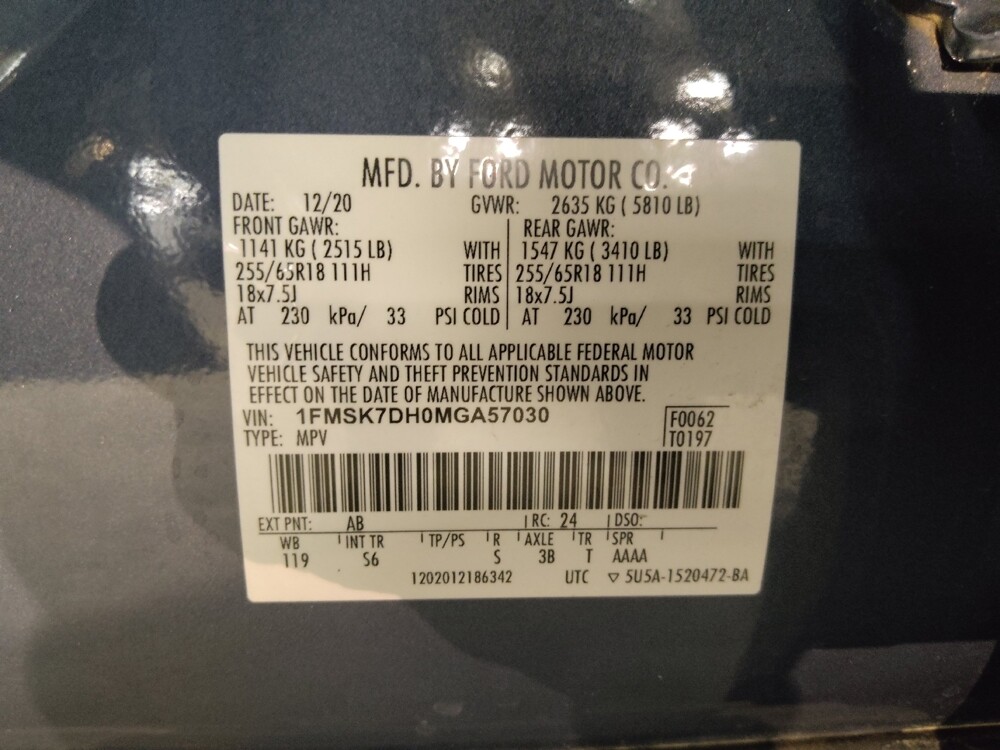 MFD. BY FORD MOTOR CO.
DATE: 12/20 GVWR: 2635 KG ( 5810 LB)
FRONT GAWR: REAR GAWR:
1141 KG ( 2515 LB) WITH 1547 KG ( 3410 LB) WITH
255/65R18 111H TIRES 255/65R18 111H TIRES
18x7.5J RIMS 18x7.5J RIMS
AT 230 kPa/ 33 PSI COLD AT 230 kPa/ 33 PSI COLD
THIS VEHICLE CONFORMS TO ALL APPLICABLE FEDERAL MOTOR
VEHICLE SAFETY AND THEFT PREVENTION STANDARDS IN
EFFECT ON THE DATE OF MANUFACTURE SHOWN ABOVE.
VIN: 1FMSK7DH0MGA57030 F0062
TYPE: MPV T0197
EXT PNT: AB RC: 24 DSO:
WB INT TR TP/PS R AXLE TR SPR
119 S6 S 3B T AAAA
1202012186342 UTC ▽ 5U5A-1520472-BA